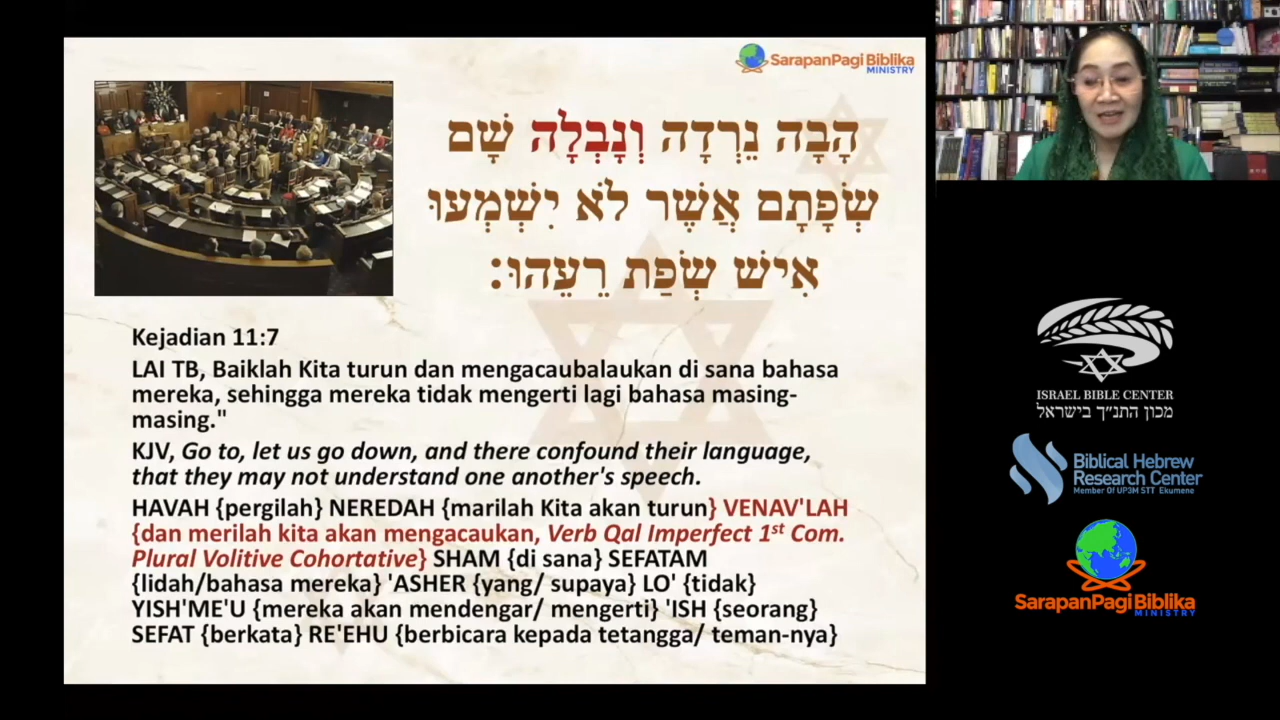 SarapanPagi Biblika
MINISTRY
הָבָה נֵרְדָה וְנָבְלָה שָׁם
שְׂפָתָם אֲשֶׁר לֹא יִשְׁמְעוּ
אִישׁ שְׂפַת רֵעֵהוּ׃
Kejadian 11:7
LAI TB, Baiklah Kita turun dan mengacaubalaukan di sana bahasa
mereka, sehingga mereka tidak mengerti lagi bahasa masing-
masing."
KJV, Go to, let us go down, and there confound their language,
that they may not understand one another's speech.
HAVAH {pergilah} NEREDAH {marilah Kita akan turun} VENAV'LAH
{dan merilah kita akan mengacaukan, Verb Qal Imperfect 1st Com.
Plural Volitive Cohortative} SHAM {di sana} SEFATAM
{lidah/bahasa mereka} 'ASHER {yang/ supaya} LO' {tidak}
YISH'ME'U {mereka akan mendengar/ mengerti} 'ISH {seorang}
SEFAT {berkata} RE'EHU {berbicara kepada tetangga/ teman-nya}
ISRAEL BIBLE CENTER
מכון התנ״ך בישראל
Biblical Hebrew
Research Center
Member Of UP3M STT Ekumene
SarapanPagi Biblika
MINISTRY